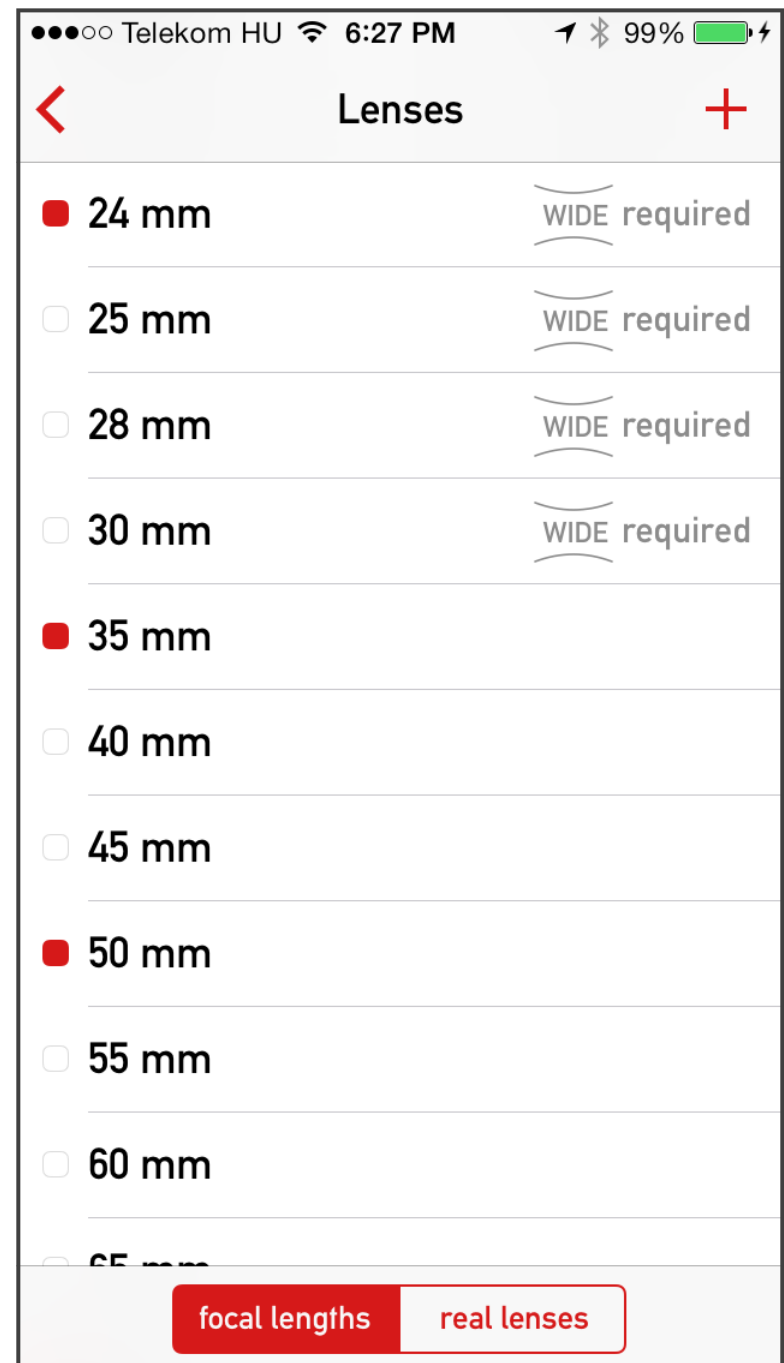 Telekom HU 6:27 PM 99%
Lenses
24 mm WIDE required
25 mm WIDE required
28 mm WIDE required
30 mm WIDE required
35 mm
40 mm
45 mm
50 mm
55 mm
60 mm
65 mm
focal lengths real lenses